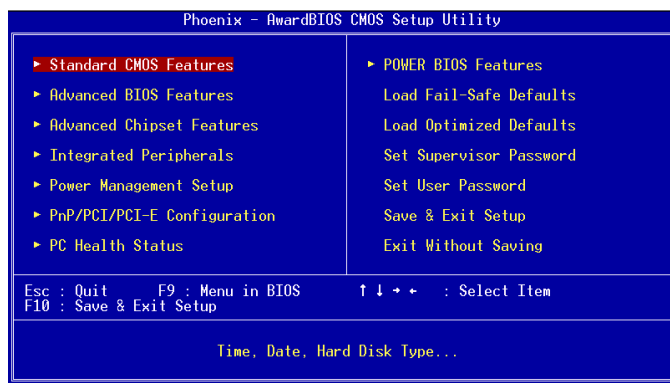 Phoenix - AwardBIOS CMOS Setup Utility
► Standard CMOS Features
► Advanced BIOS Features
► Advanced Chipset Features
► Integrated Peripherals
► Power Management Setup
► PnP/PCI/PCI-E Configuration
► PC Health Status
► POWER BIOS Features
Load Fail-Safe Defaults
Load Optimized Defaults
Set Supervisor Password
Set User Password
Save & Exit Setup
Exit Without Saving
Esc : Quit F9 : Menu in BIOS ↑ ↓ → ← : Select Item
F10 : Save & Exit Setup
Time, Date, Hard Disk Type...